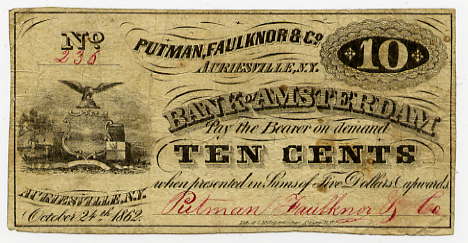 No
236
PUTMAN, FAULKNOR & Co
AURIESVILLE, N.Y.
10
BANK OF AMSTERDAM
Pay the Bearer on demand
TEN CENTS
when presented in Sums of Five Dollars & upwards
AURIESVILLE, N.Y.
October 24th 1862.
Putman Faulknor & Co